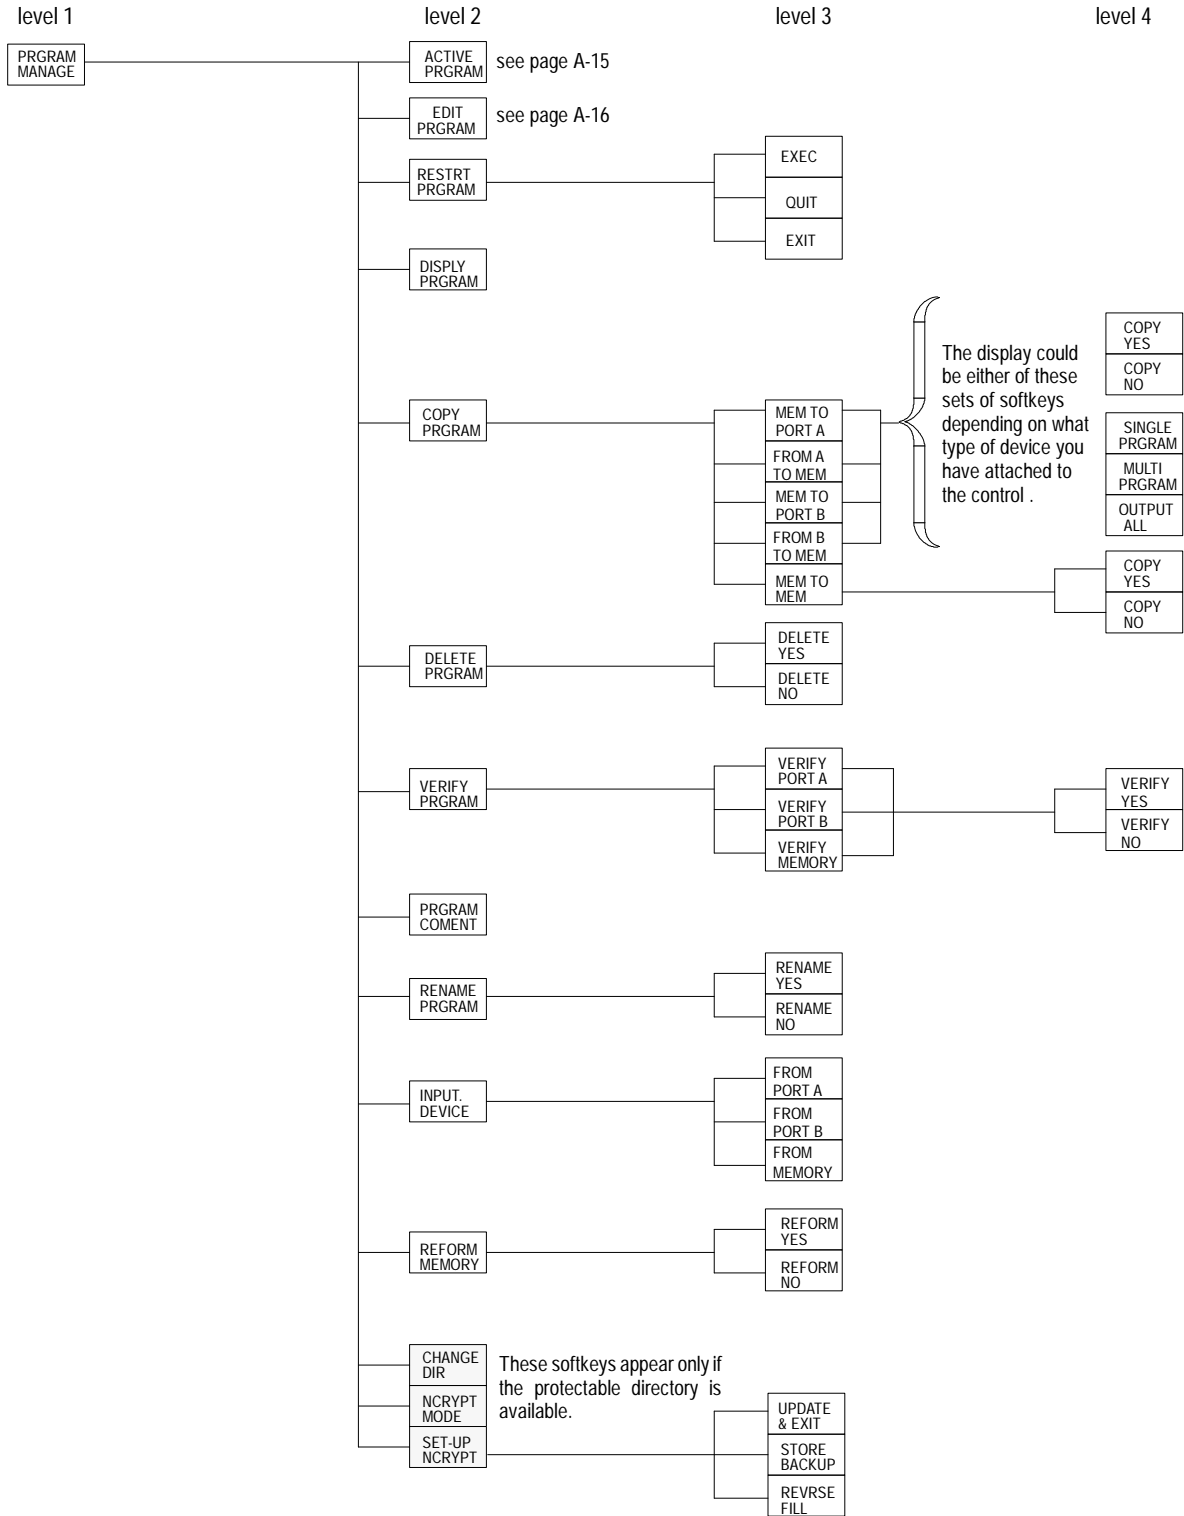 level 1
level 2
level 3
level 4
PRGRAM
MANAGE
ACTIVE
PRGRAM
see page A-15
EDIT
PRGRAM
see page A-16
RESTRT
PRGRAM
EXEC
QUIT
EXIT
DISPLY
PRGRAM
COPY
PRGRAM
MEM TO
PORT A
FROM A
TO MEM
MEM TO
PORT B
FROM B
TO MEM
MEM TO
MEM
The display could
be either of these
sets of softkeys
depending on what
type of device you
have attached to
the control .
COPY
YES
COPY
NO
SINGLE
PRGRAM
MULTI
PRGRAM
OUTPUT
ALL
COPY
YES
COPY
NO
DELETE
PRGRAM
DELETE
YES
DELETE
NO
VERIFY
PRGRAM
VERIFY
PORT A
VERIFY
PORT B
VERIFY
MEMORY
VERIFY
YES
VERIFY
NO
PRGRAM
COMENT
RENAME
PRGRAM
RENAME
YES
RENAME
NO
INPUT.
DEVICE
FROM
PORT A
FROM
PORT B
FROM
MEMORY
REFORM
MEMORY
REFORM
YES
REFORM
NO
CHANGE
DIR
NCRYPT
MODE
SET-UP
NCRYPT
These softkeys appear only if
the protectable directory is
available.
UPDATE
& EXIT
STORE
BACKUP
REVRSE
FILL